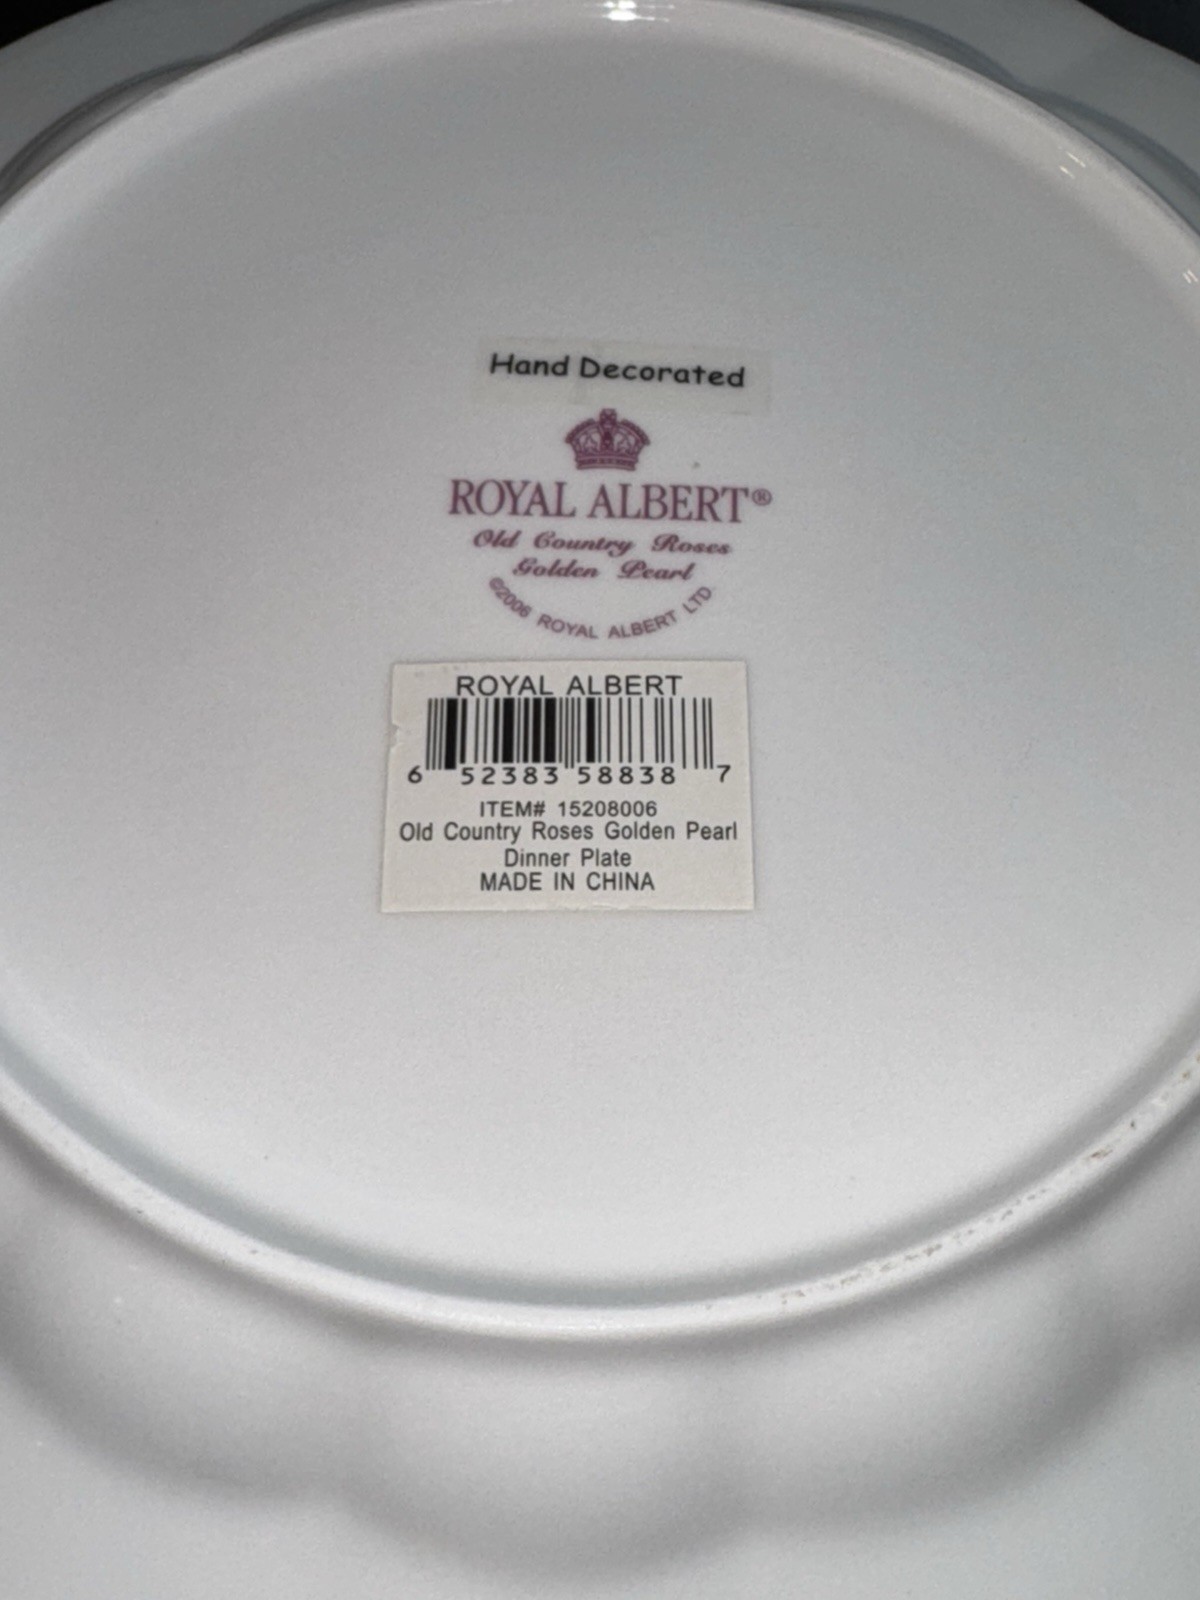 Hand Decorated
ROYAL ALBERT®
Old Country Roses
Golden Pearl
©2006 ROYAL ALBERT LTD
ROYAL ALBERT
6 52383 58838 7
ITEM# 15208006
Old Country Roses Golden Pearl
Dinner Plate
MADE IN CHINA